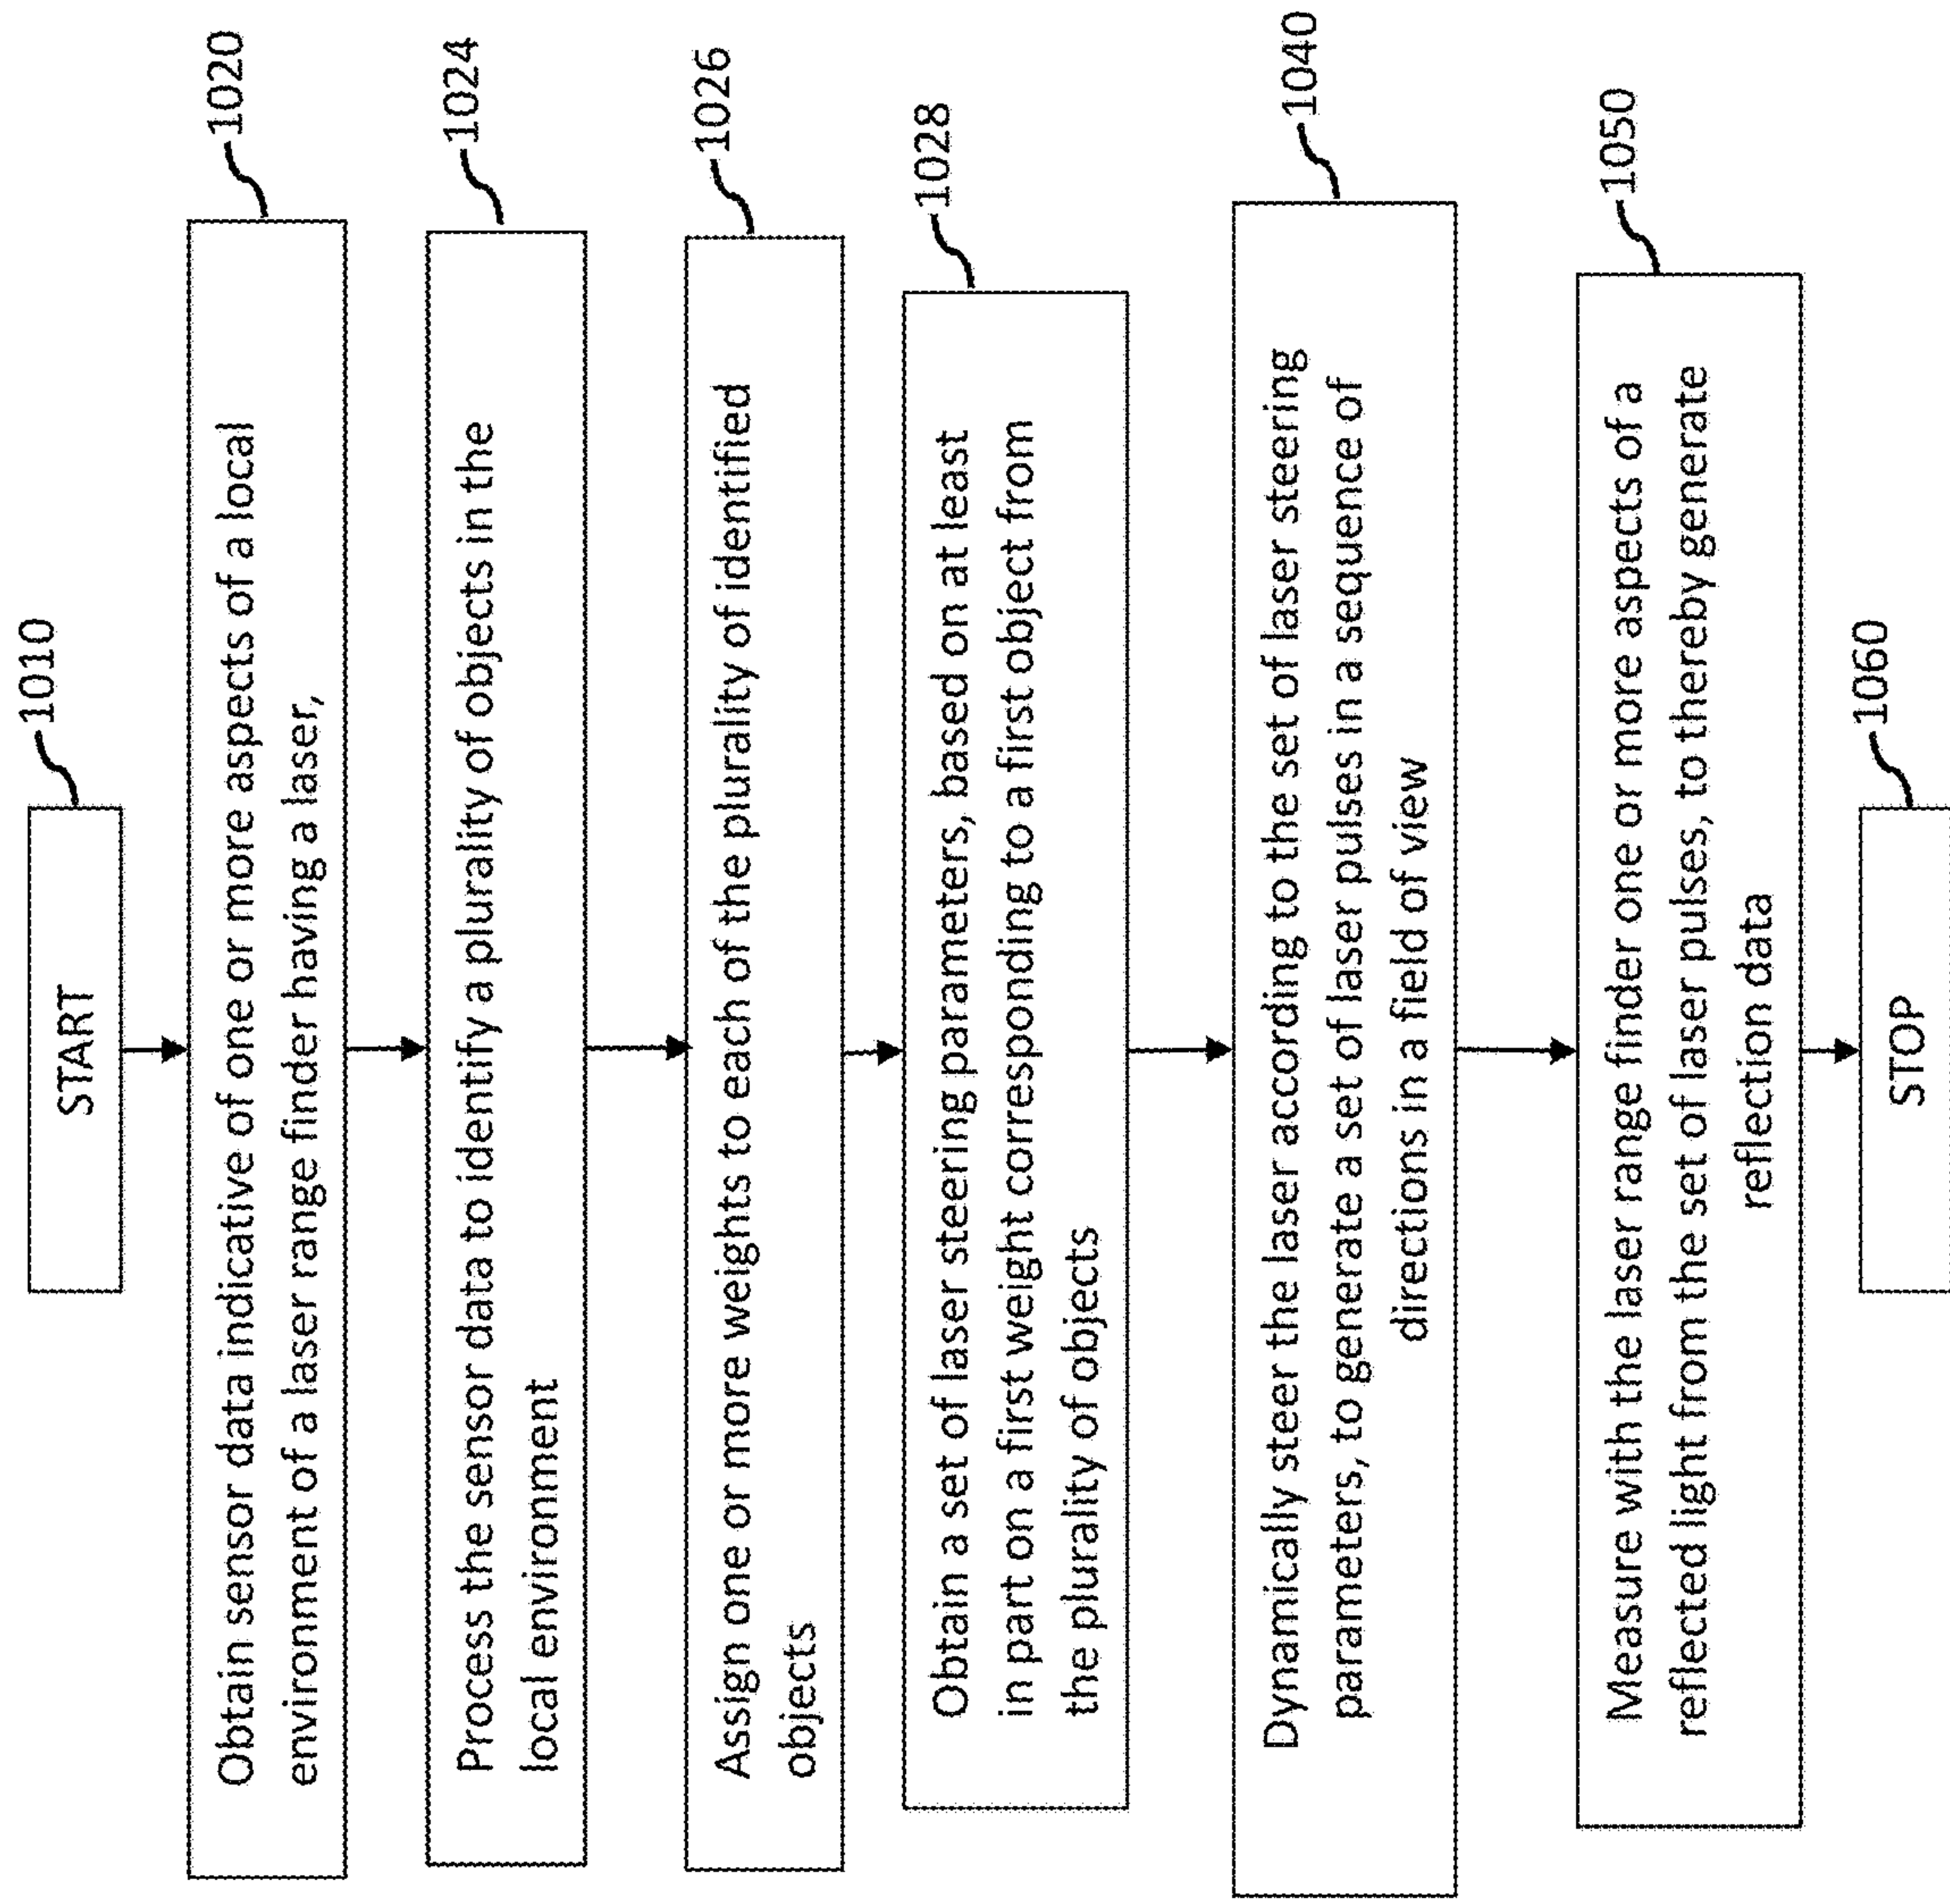 START
1010
Obtain sensor data indicative of one or more aspects of a local
environment of a laser range finder having a laser,
1020
Process the sensor data to identify a plurality of objects in the
local environment
1024
Assign one or more weights to each of the plurality of identified
objects
1026
Obtain a set of laser steering parameters, based on at least
in part on a first weight corresponding to a first object from
the plurality of objects
1028
Dynamically steer the laser according to the set of laser steering
parameters, to generate a set of laser pulses in a sequence of
directions in a field of view
1040
Measure with the laser range finder one or more aspects of a
reflected light from the set of laser pulses, to thereby generate
reflection data
1050
STOP
1060